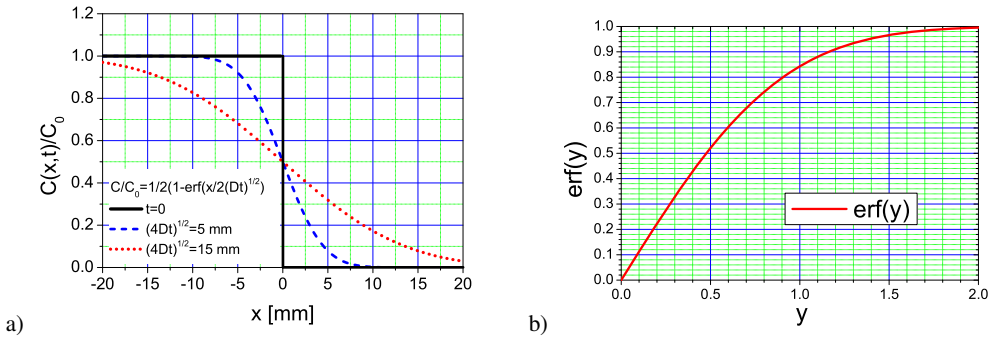 1.2
1.0
0.8
0.6
0.4
0.2
0.0
C(x,t)/C₀
C/C₀=1/2(1-erf(x/2(Dt)^1/2)
t=0
(4Dt)^1/2=5 mm
(4Dt)^1/2=15 mm
-20 -15 -10 -5 0 5 10 15 20
x [mm]
a)
1.0
0.9
0.8
0.7
0.6
0.5
0.4
0.3
0.2
0.1
0.0
erf(y)
erf(y)
0.0 0.5 1.0 1.5 2.0
y
b)